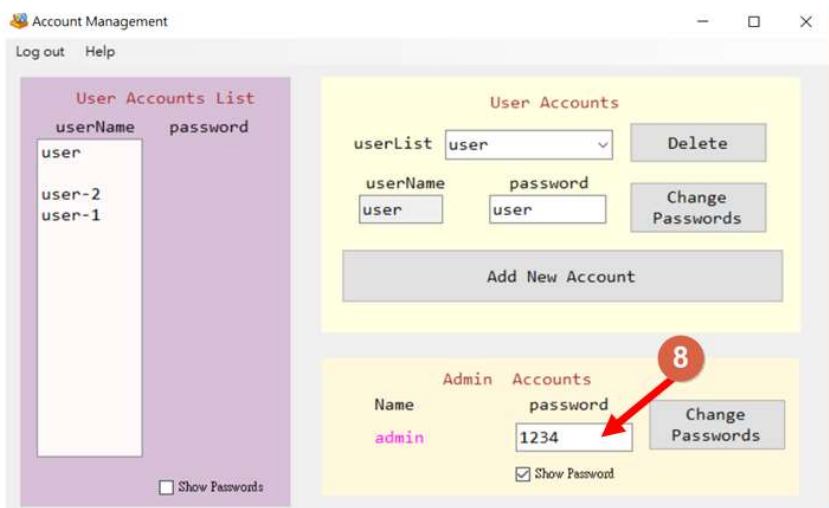 Account Management
Log out Help
User Accounts List
userName password
user
user-2
user-1
Show Passwords
User Accounts
userList user Delete
userName password
user user Change Passwords
Add New Account
8
Admin Accounts
Name password
admin 1234 Change Passwords
Show Password